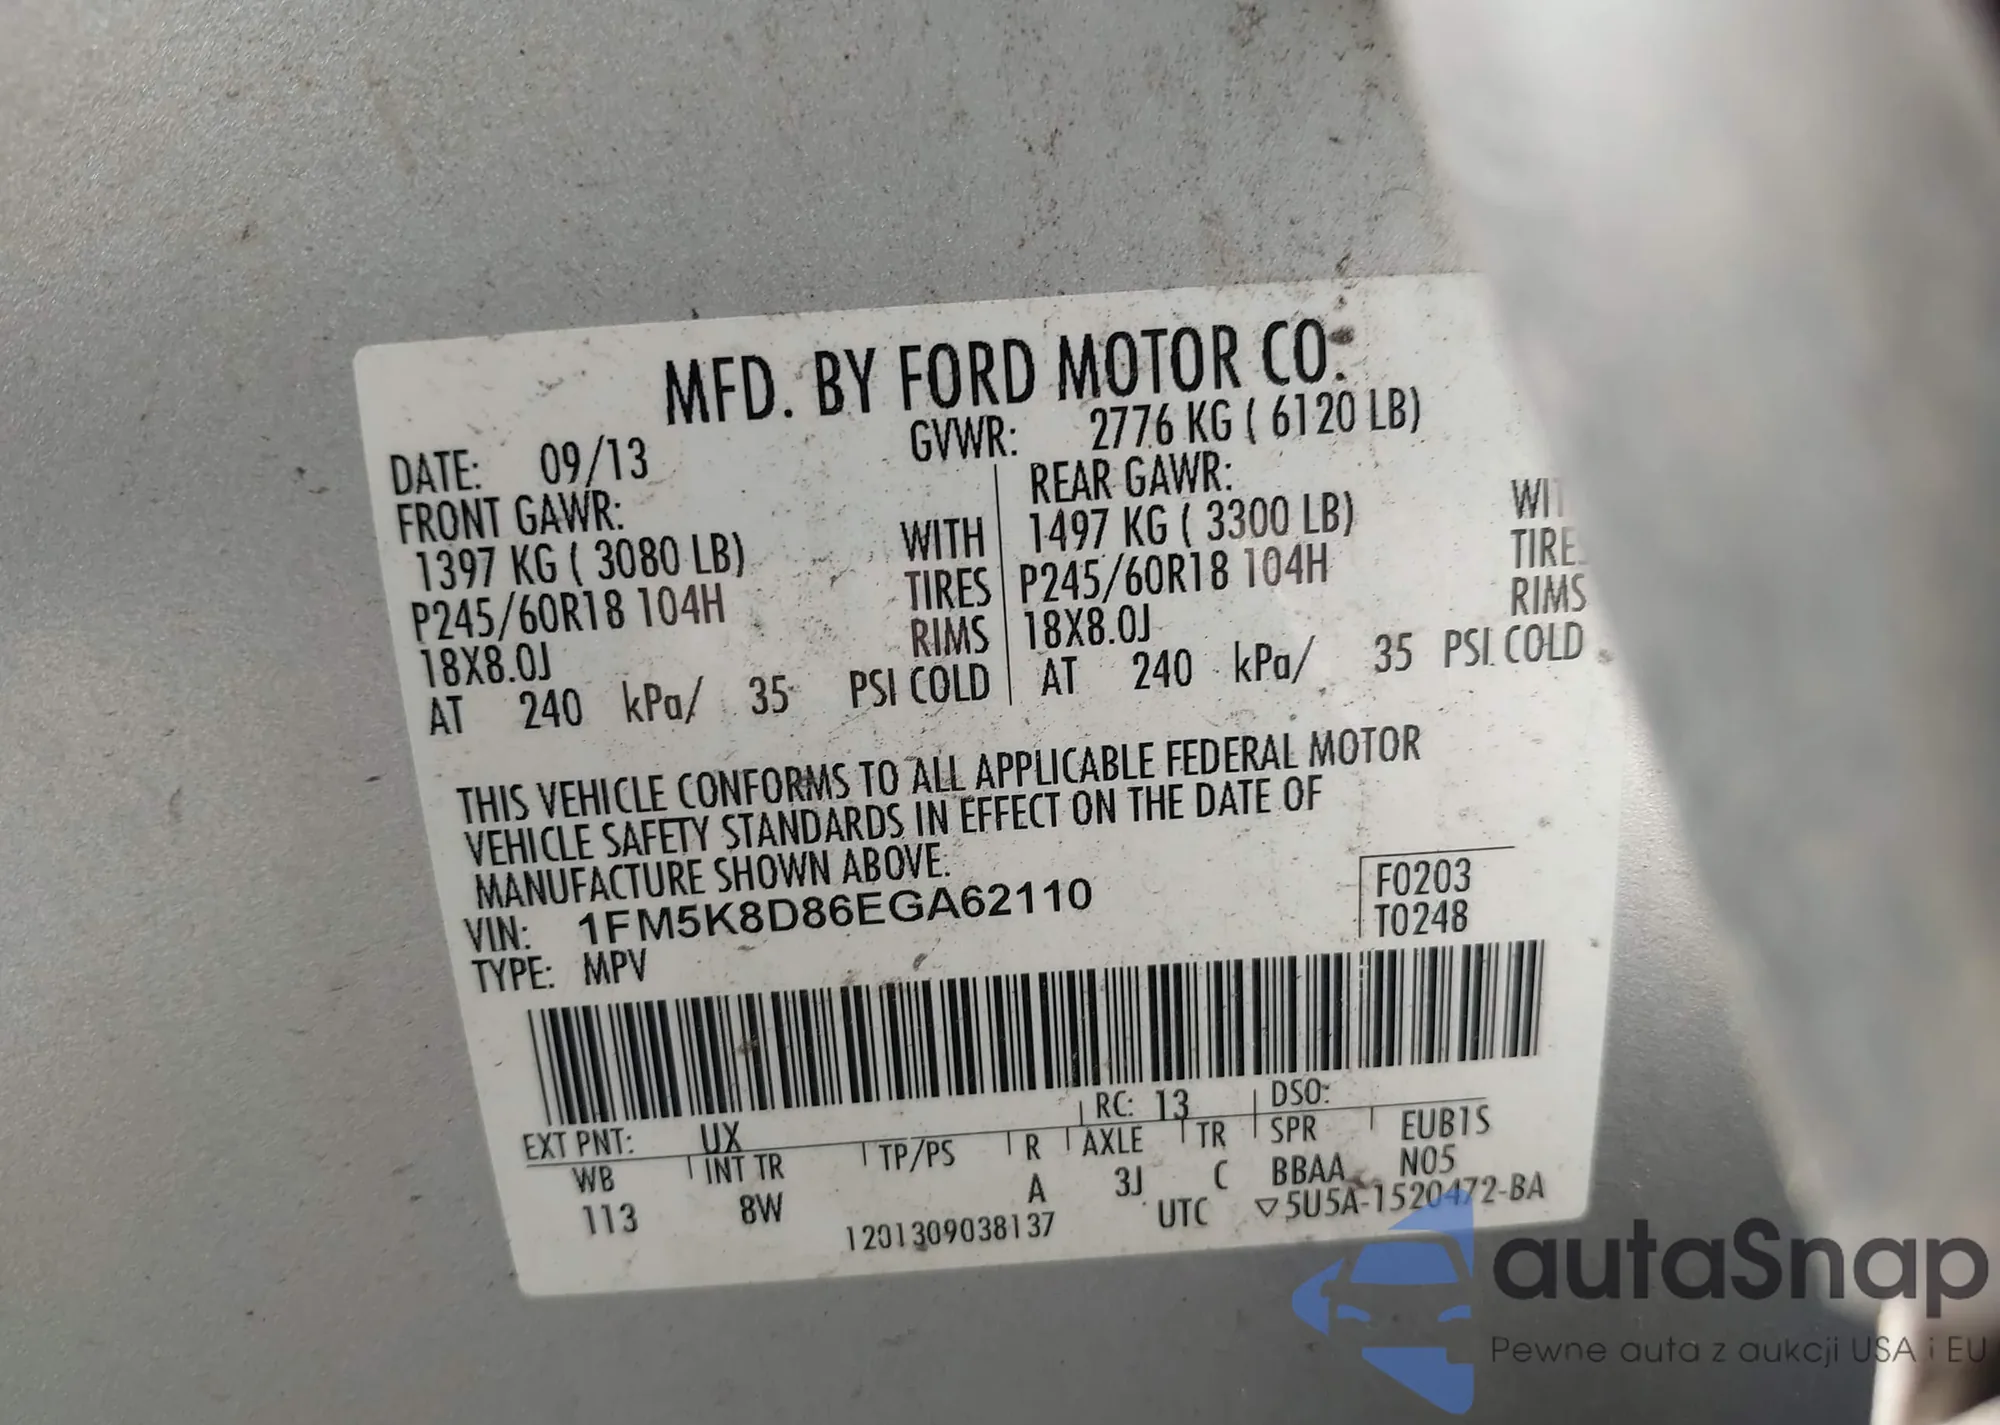 MFD. BY FORD MOTOR CO.
DATE: 09/13 GVWR: 2776 KG ( 6120 LB)
FRONT GAWR: REAR GAWR:
1397 KG ( 3080 LB) WITH 1497 KG ( 3300 LB)
P245/60R18 104H TIRES P245/60R18 104H
18X8.0J RIMS 18X8.0J RIMS
AT 240 kPa/ 35 PSI COLD AT 240 kPa/ 35 PSI COLD
THIS VEHICLE CONFORMS TO ALL APPLICABLE FEDERAL MOTOR
VEHICLE SAFETY STANDARDS IN EFFECT ON THE DATE OF
MANUFACTURE SHOWN ABOVE.
VIN: 1FM5K8D86EGA62110 F0203
TYPE: MPV T0248
EXT PNT: UX RC: 13 DSO:
WB INT TR TP/PS R AXLE TR SPR EUB1S
113 8W A 3J C BBAA N05
1201309038137 UTC ▽5U5A-1520472-BA
autaSnap
Pewne auta z aukcji USA i EU